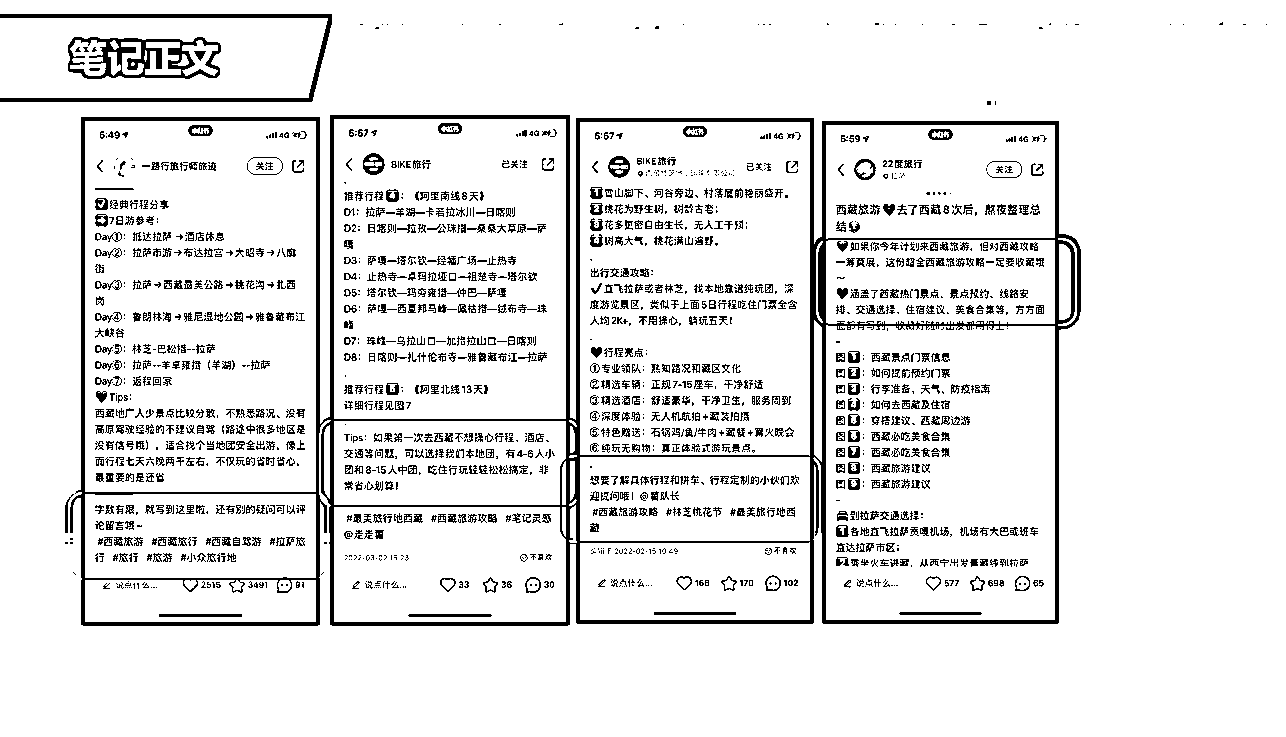 笔记正文
5:49
4G
一路行旅行师旅迹
关注
经典行程分享
7日游参考:
Day①: 抵达拉萨→酒店休息
Day②: 拉萨市游→布达拉宫→大昭寺→八廓
街
Day③: 拉萨→西藏最美公路→桃花沟→扎西
岗
Day④: 鲁朗林海→雅尼湿地公园→雅鲁藏布江
大峡谷
Day⑤: 林芝-巴松措--拉萨
Day⑥: 拉萨--羊卓雍措（羊湖）--拉萨
Day⑦: 返程回家
Tips:
西藏地广人少景点比较分散，不熟悉路况、没有
高原驾驶经验的不建议自驾（路途中很多地区是
没有信号哦），适合找个当地团安全出游，像上
面行程七天六晚两千左右，不仅玩的省时省心，
最重要的是还省
字数有限，就写到这里啦，还有别的疑问可以评
论留言哦~
#西藏旅游 #西藏旅行 #西藏自驾游 #拉萨旅
行 #旅行 #旅游 #小众旅行地
说点什么... 2515 3491 91
5:57
4G
BIKE旅行
已关注
推荐行程4: 《阿里南线8天》
D1: 拉萨—羊湖—卡若拉冰川—日喀则
D2: 日喀则—拉孜—公珠措—桑桑大草原—萨
嘎
D3: 萨嘎—塔尔钦—经幡广场—止热寺
D4: 止热寺—卓玛拉垭口—祖楚寺—塔尔钦
D5: 塔尔钦—玛旁雍措—仲巴—萨嘎
D6: 萨嘎—西夏邦马峰—佩枯措—绒布寺—珠
峰
D7: 珠峰—乌拉山口—加措拉山口—日喀则
D8: 日喀则—扎什伦布寺—雅鲁藏布江—拉萨
推荐行程5: 《阿里北线13天》
详细行程见图7
Tips: 如果第一次去西藏不想操心行程、酒店、
交通等问题，可以选择我们本地团，有4-6人小
团和8-15人中团，吃住行玩轻轻松松搞定，非
常省心划算！
#最美旅行地西藏 #西藏旅游攻略 #笔记灵感
@走走薯
2022-03-02 15:23 不喜欢
说点什么... 33 36 30
5:57
4G
BIKE旅行
已关注
1雪山脚下、河谷旁边、村落屋前艳丽盛开。
2桃花为野生树，树龄古老；
3花多更密自由生长，无人工干预；
4树高大气，桃花满山遍野。
出行交通攻略:
✓直飞拉萨或者林芝，找本地靠谱纯玩团，深
度游览景区，类似于上面5日行程吃住门票全含
人均2K+，不用操心，躺玩五天！
行程亮点:
①专业领队: 熟知路况和藏区文化
②精选车辆: 正规7-15座车，干净舒适
③精选酒店: 舒适豪华，干净卫生，服务周到
④深度体验: 无人机航拍+藏装拍摄
⑤特色赠送: 石锅鸡/鱼/牛肉+藏餐+篝火晚会
⑥纯玩无购物: 真正体验式游玩景点。
想要了解具体行程和拼车、行程定制的小伙们欢
迎提问哦！@薯队长
#西藏旅游攻略 #林芝桃花节 #最美旅行地西
藏
2022-02-15 10:49 不喜欢
说点什么... 168 170 102
5:59
4G
22度旅行
关注
西藏旅游去了西藏8次后，熬夜整理总
结
如果你今年计划来西藏旅游，但对西藏攻略
一筹莫展，这份超全西藏旅游攻略一定要收藏哦
~
涵盖了西藏热门景点、景点预约、线路安
排、交通选择、住宿建议、美食合集等，方方面
面都有写到，收藏好随时出发都用得上！
1: 西藏景点门票信息
2: 如何提前预约门票
3: 行李准备、天气、防疫指南
4: 如何去西藏及住宿
5: 穿搭建议、西藏周边游
6: 西藏必吃美食合集
7: 西藏必吃美食合集
8: 西藏旅游建议
9: 西藏旅游建议
到拉萨交通选择:
1各地直飞拉萨贡嘎机场，机场有大巴或班车
直达拉萨市区；
2乘坐火车进藏，从西宁出发青藏线到拉萨
说点什么... 577 698 65